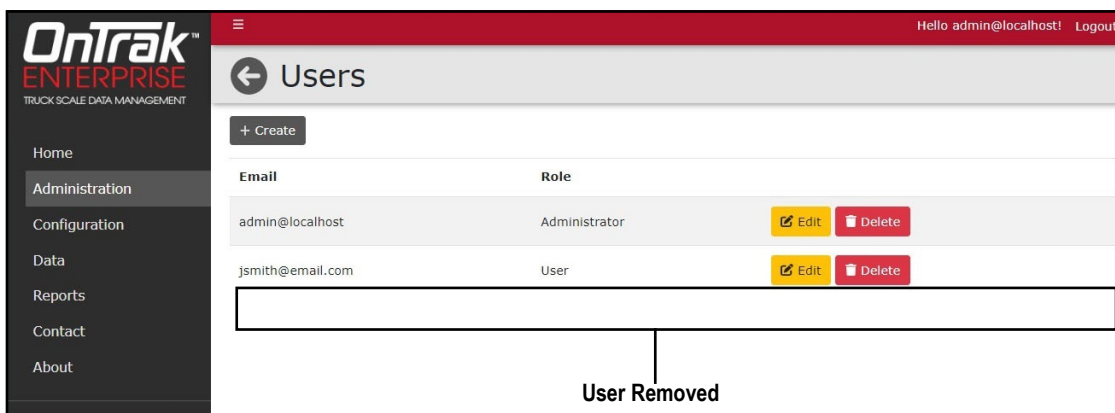 OnTrak™
ENTERPRISE
TRUCK SCALE DATA MANAGEMENT
Home
Administration
Configuration
Data
Reports
Contact
About
Hello admin@localhost! Logout
Users
+ Create
Email Role
admin@localhost Administrator Edit Delete
jsmith@email.com User Edit Delete
User Removed